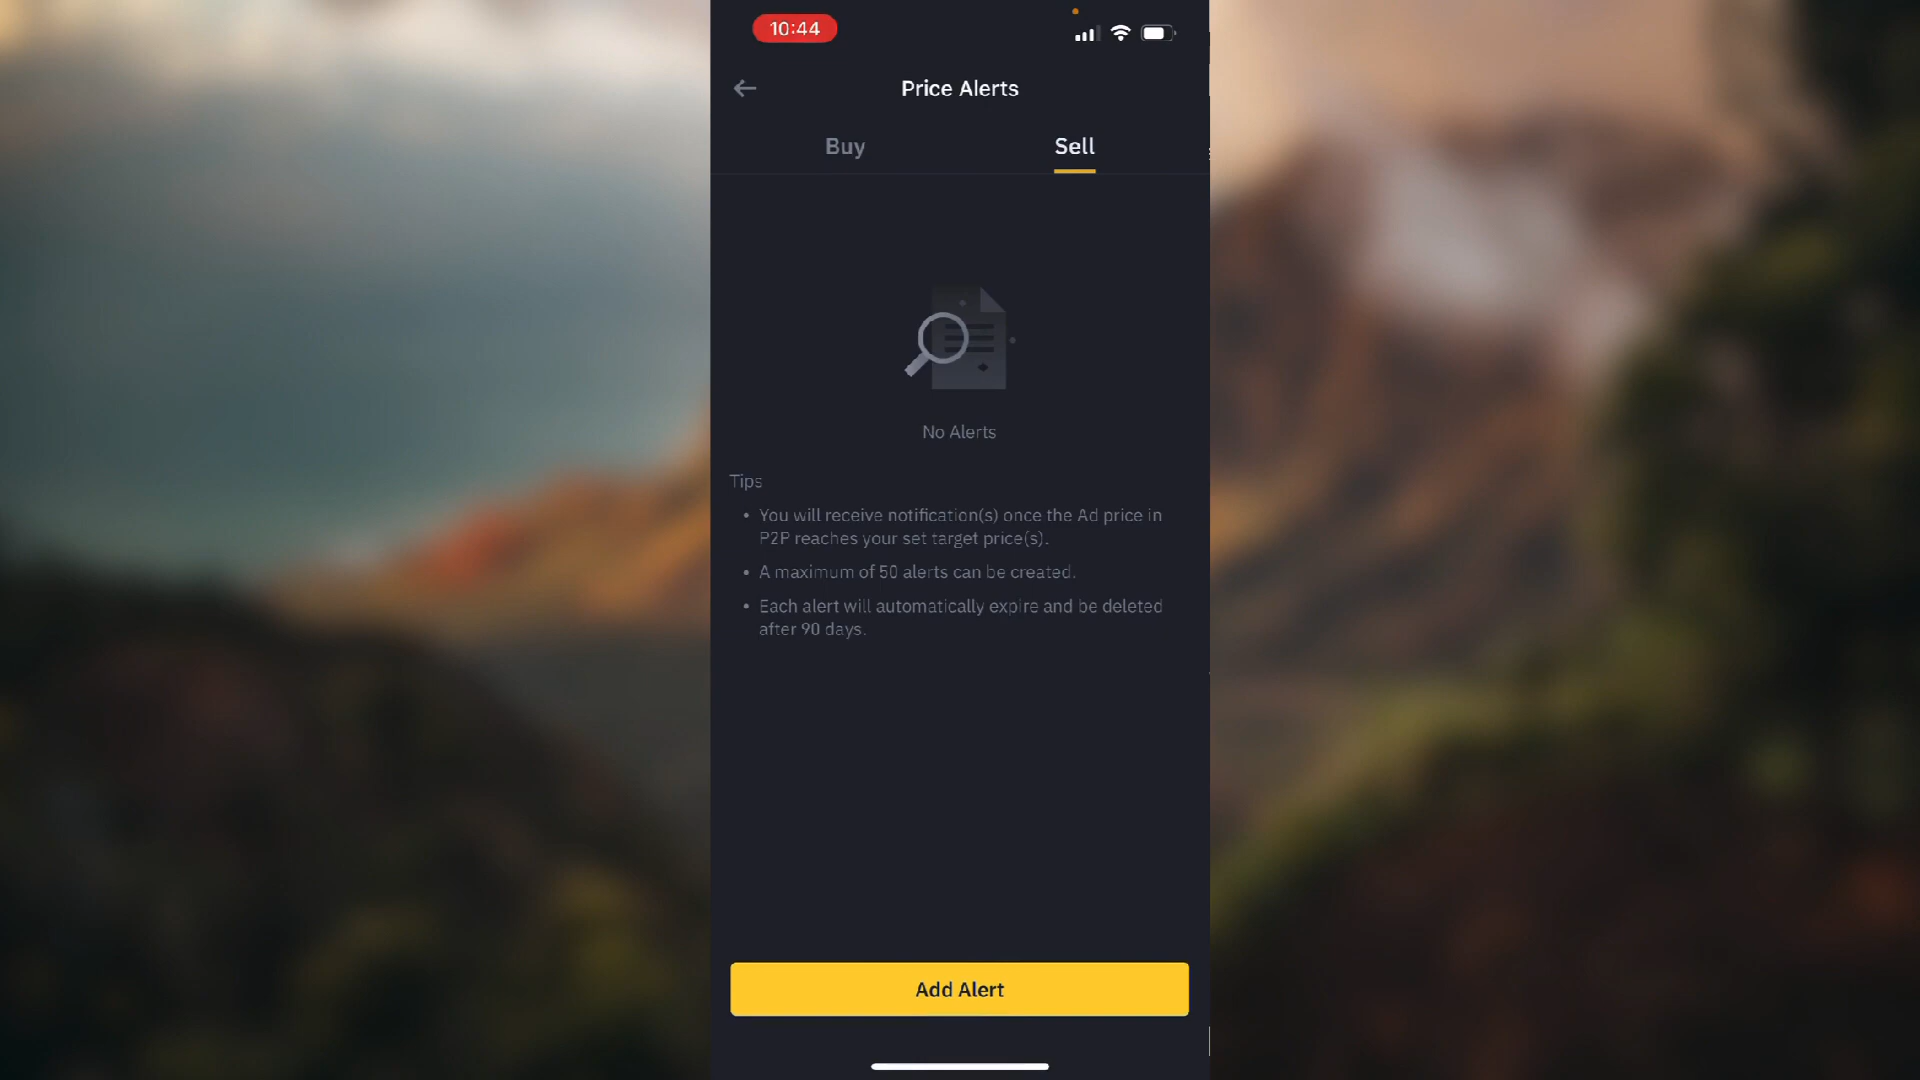 10:44
Price Alerts
Buy
Sell
No Alerts
Tips
• You will receive notification(s) once the Ad price in
P2P reaches your set target price(s).
• A maximum of 50 alerts can be created.
• Each alert will automatically expire and be deleted
after 90 days.
Add Alert